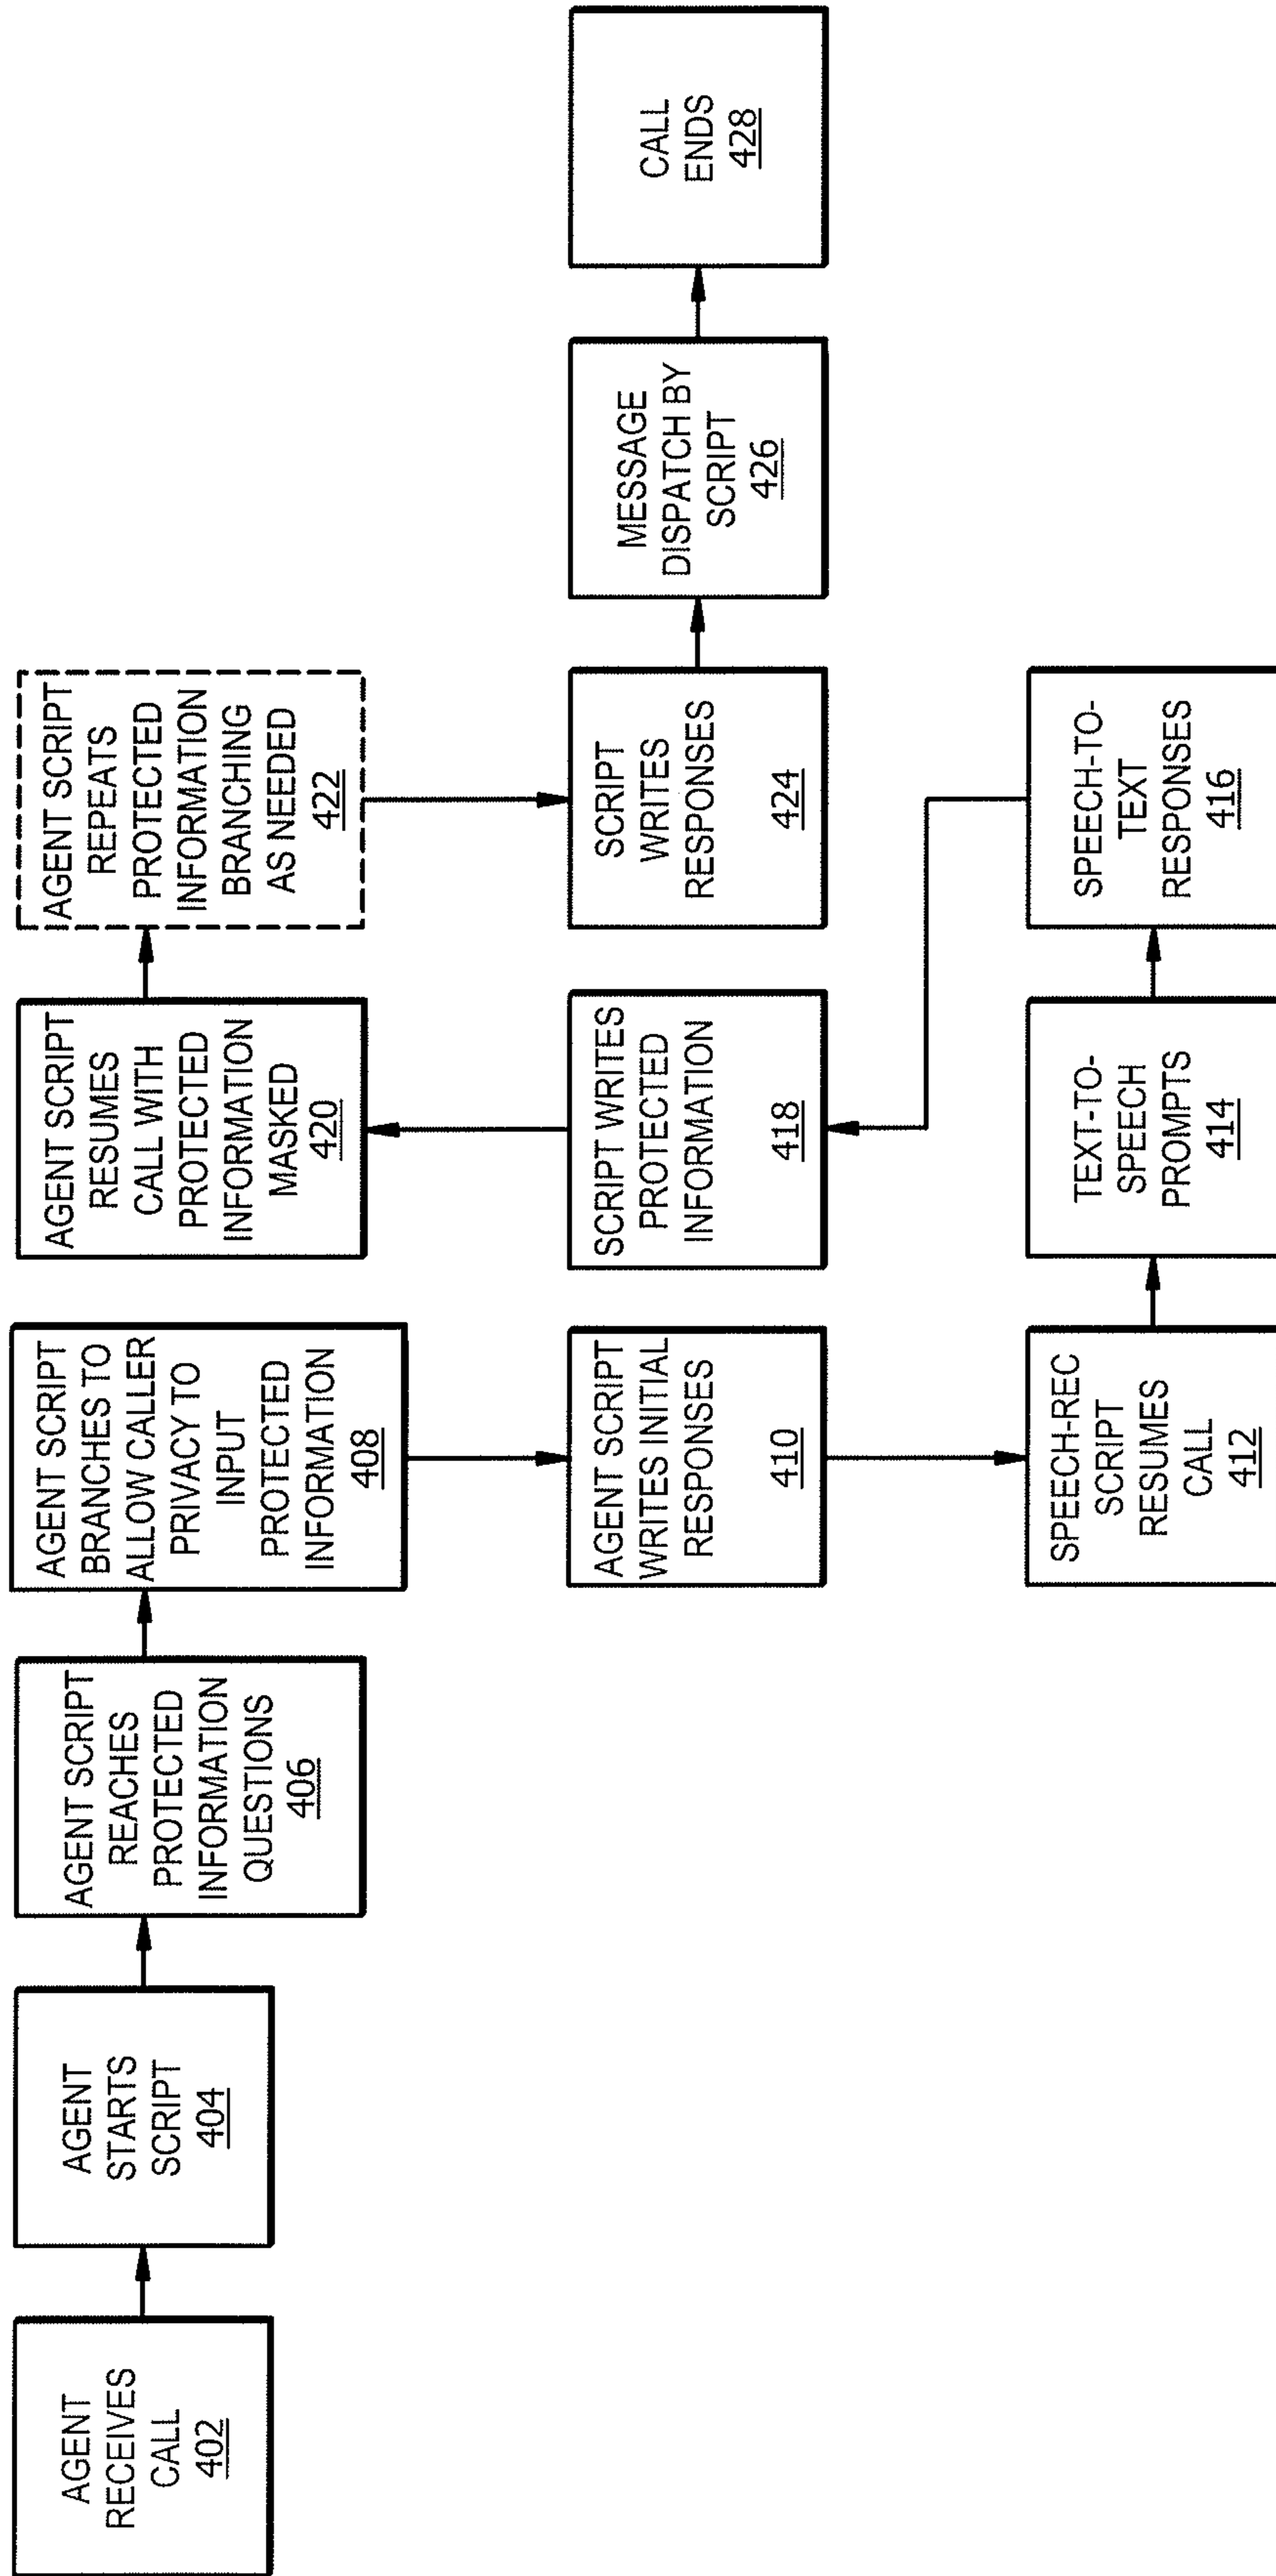 AGENT
RECEIVES
CALL
402
AGENT
STARTS
SCRIPT
404
AGENT SCRIPT
REACHES
PROTECTED
INFORMATION
QUESTIONS
406
AGENT SCRIPT
BRANCHES TO
ALLOW CALLER
PRIVACY TO
INPUT
PROTECTED
INFORMATION
408
AGENT SCRIPT
WRITES INITIAL
RESPONSES
410
SPEECH-REC
SCRIPT
RESUMES
CALL
412
TEXT-TO-
SPEECH
PROMPTS
414
SPEECH-TO-
TEXT
RESPONSES
416
SCRIPT WRITES
PROTECTED
INFORMATION
418
AGENT SCRIPT
RESUMES
CALL WITH
PROTECTED
INFORMATION
MASKED
420
AGENT SCRIPT
REPEATS
PROTECTED
INFORMATION
BRANCHING
AS NEEDED
422
SCRIPT
WRITES
RESPONSES
424
MESSAGE
DISPATCH BY
SCRIPT
426
CALL
ENDS
428